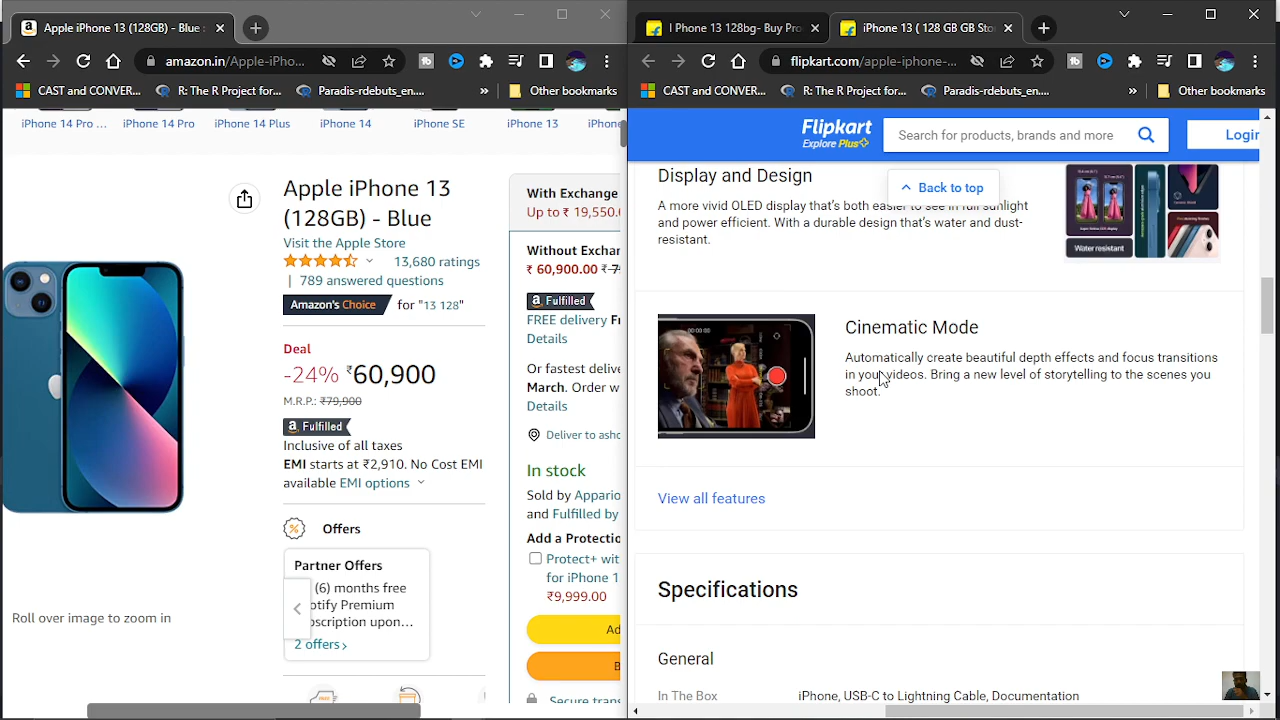 Apple iPhone 13 (128GB) - Blue
amazon.in/Apple-iPho...
CAST and CONVER...
R: The R Project for...
Paradis-rdebuts_en....
»
Other bookmarks
iPhone 14 Pro ...
iPhone 14 Pro
iPhone 14 Plus
iPhone 14
iPhone SE
iPhone 13
iPhone
Apple iPhone 13
(128GB) - Blue
Visit the Apple Store
13,680 ratings
| 789 answered questions
Amazon's Choice for "13 128"
Deal
-24% ₹60,900
M.R.P.: ₹79,900
a Fulfilled
Inclusive of all taxes
EMI starts at ₹2,910. No Cost EMI
available EMI options
Offers
Partner Offers
(6) months free
otify Premium
oscription upon...
2 offers ›
Roll over image to zoom in
FREE
With Exchange
Up to ₹ 19,550.
Without Exchan
₹ 60,900.00
a Fulfilled
FREE delivery Fr
Details
Or fastest delive
March. Order w
Details
Deliver to asho
In stock
Sold by Appario
and Fulfilled by
Add a Protectio
Protect+ wit
for iPhone 1
₹9,999.00
Ad
B
Secure trans
I Phone 13 128bg- Buy Pro
iPhone 13 ( 128 GB GB Sto
flipkart.com/apple-iphone-...
CAST and CONVER...
R: The R Project for...
Paradis-rdebuts_en....
»
Other bookmarks
Flipkart
Explore Plus
Search for products, brands and more
Login
Back to top
Display and Design
A more vivid OLED display that's both easier to see in full sunlight
and power efficient. With a durable design that's water and dust-
resistant.
Water resistant
00:00:00
Cinematic Mode
Automatically create beautiful depth effects and focus transitions
in your videos. Bring a new level of storytelling to the scenes you
shoot.
View all features
Specifications
General
In The Box
iPhone, USB-C to Lightning Cable, Documentation